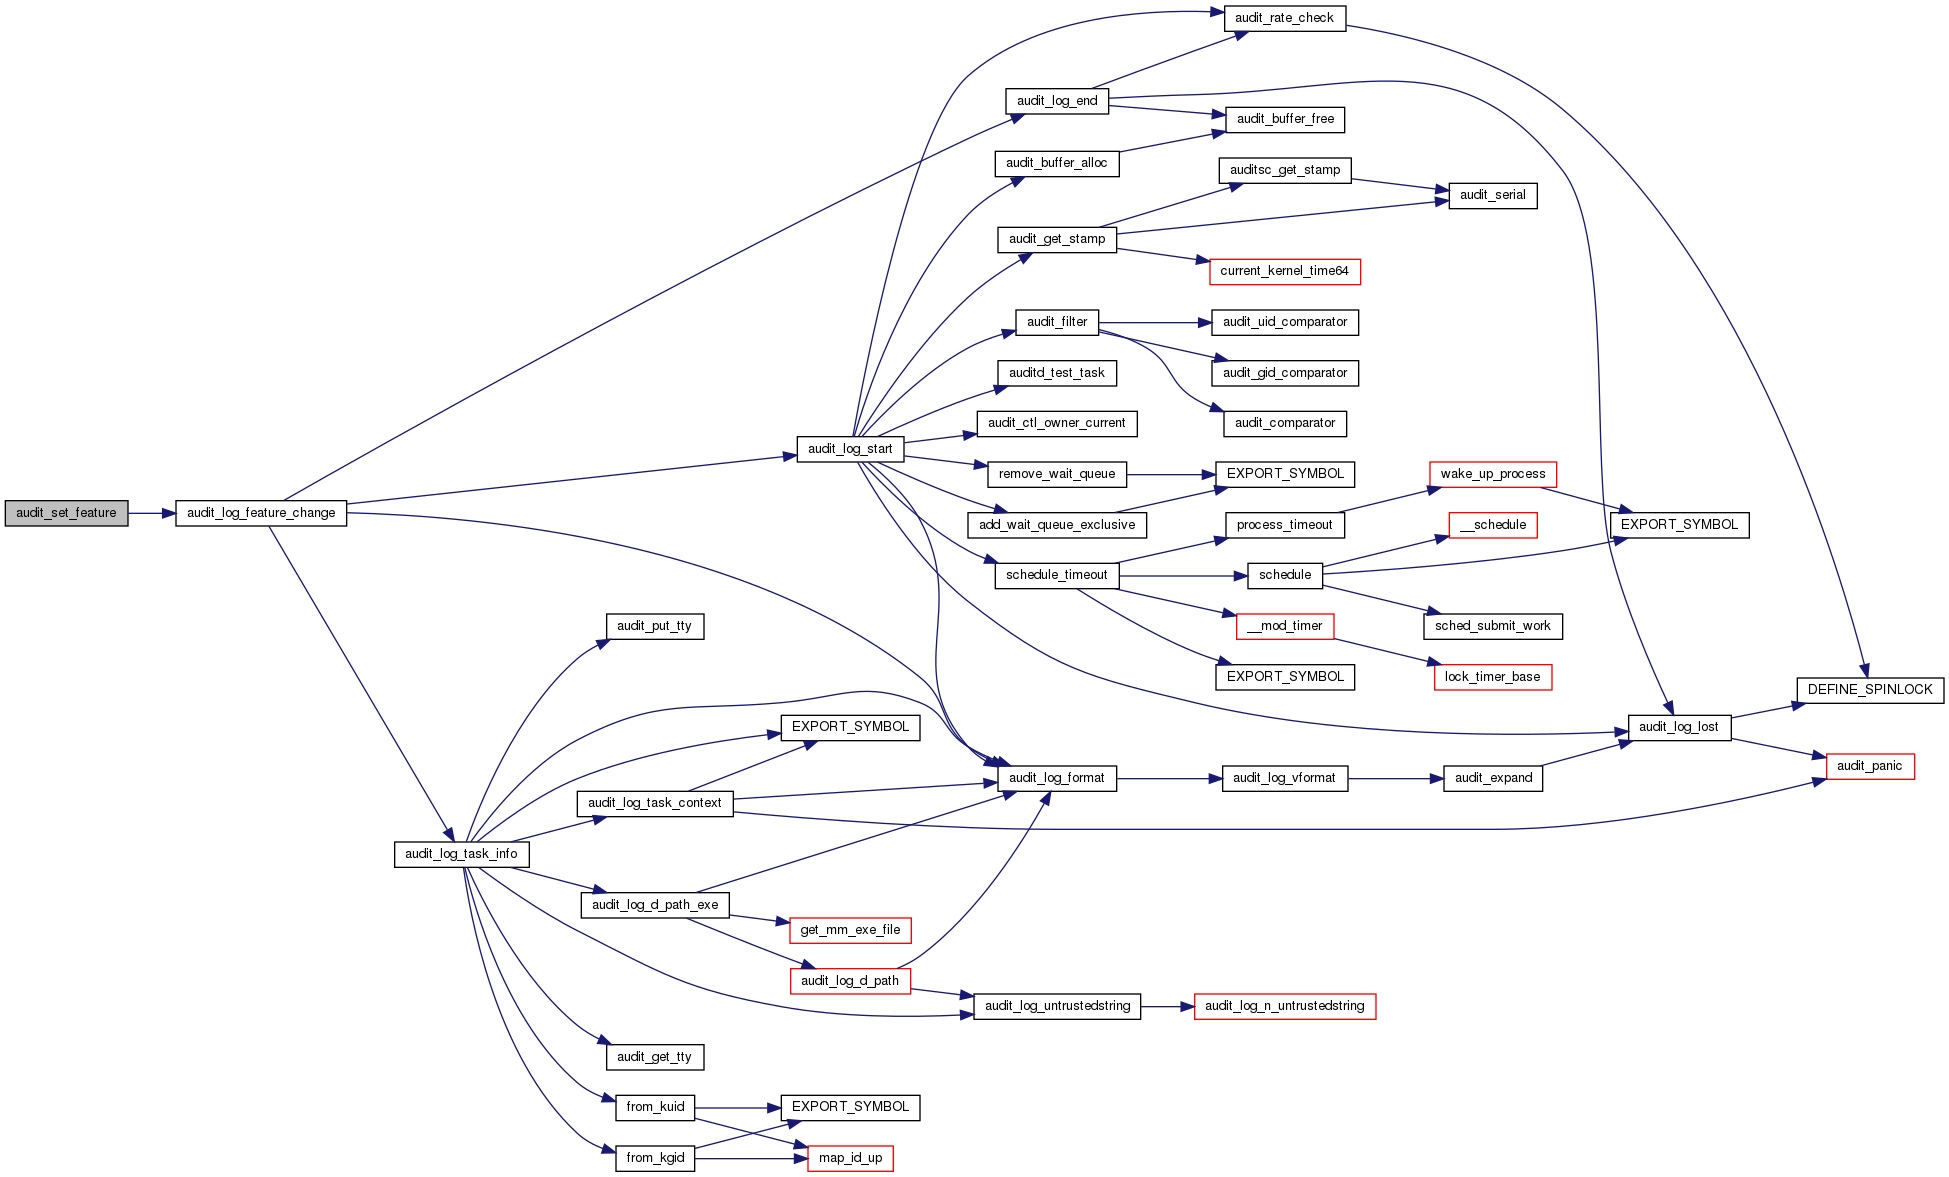 audit_rate_check
audit_log_end
audit_buffer_free
audit_buffer_alloc
auditsc_get_stamp
audit_serial
audit_get_stamp
current_kernel_time64
audit_filter
audit_uid_comparator
auditd_test_task
audit_gid_comparator
audit_ctl_owner_current
audit_comparator
audit_log_start
remove_wait_queue
EXPORT_SYMBOL
wake_up_process
audit_set_feature
audit_log_feature_change
add_wait_queue_exclusive
process_timeout
__schedule
EXPORT_SYMBOL
schedule_timeout
schedule
audit_put_tty
__mod_timer
sched_submit_work
EXPORT_SYMBOL
lock_timer_base
DEFINE_SPINLOCK
EXPORT_SYMBOL
audit_log_lost
audit_log_format
audit_log_vformat
audit_expand
audit_panic
audit_log_task_context
audit_log_task_info
audit_log_d_path_exe
get_mm_exe_file
audit_log_d_path
audit_log_untrustedstring
audit_log_n_untrustedstring
audit_get_tty
from_kuid
EXPORT_SYMBOL
from_kgid
map_id_up